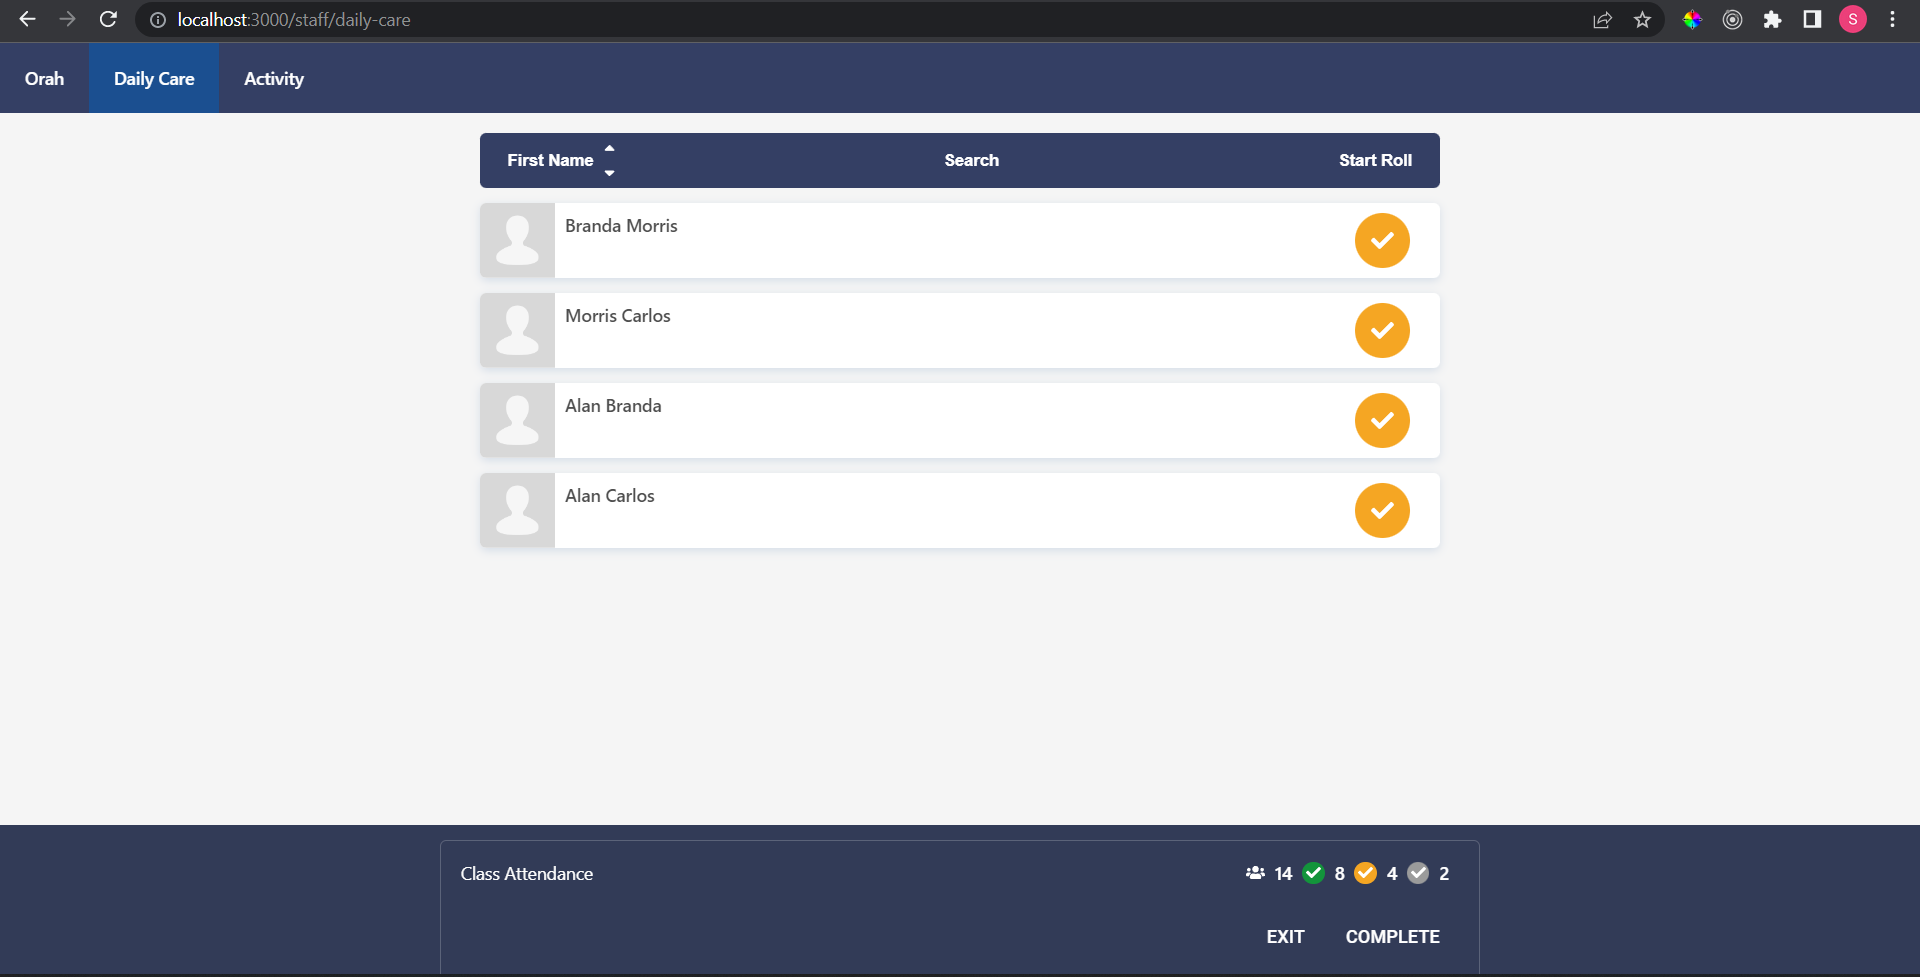 localhost:3000/staff/daily-care
S
Orah Daily Care Activity
First Name Search Start Roll
Branda Morris
Morris Carlos
Alan Branda
Alan Carlos
Class Attendance 14 8 4 2
EXIT COMPLETE